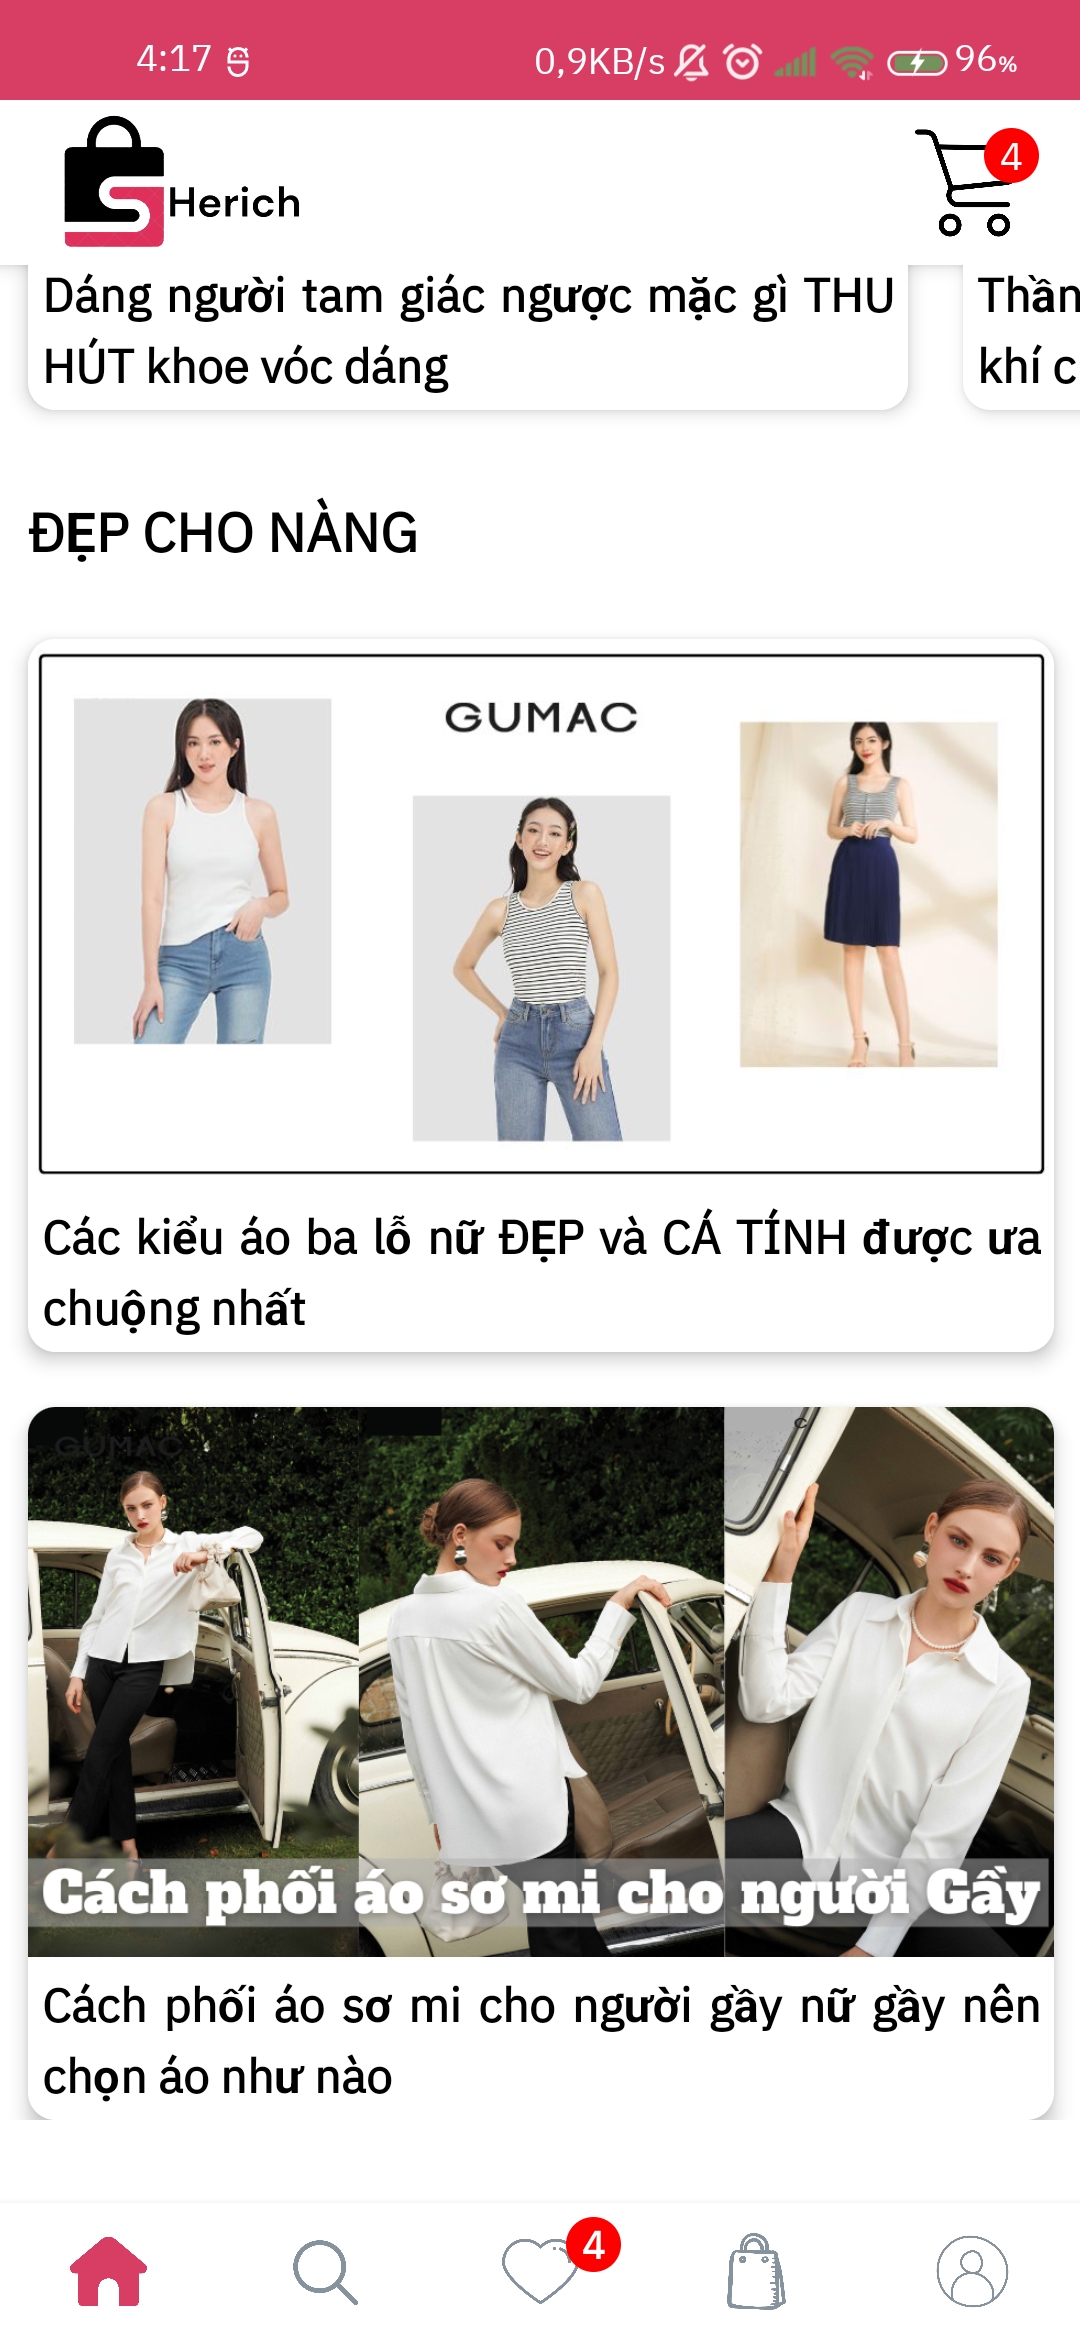 4:17 0,9KB/s 96%
S Herich 4
Dáng người tam giác ngược mặc gì THU
HÚT khoe vóc dáng
Thần
khí c
ĐẸP CHO NÀNG
GUMAC
Các kiểu áo ba lỗ nữ ĐẸP và CÁ TÍNH được ưa
chuộng nhất
GUMAC
Cách phối áo sơ mi cho người Gầy
Cách phối áo sơ mi cho người gầy nữ gầy nên
chọn áo như nào
4